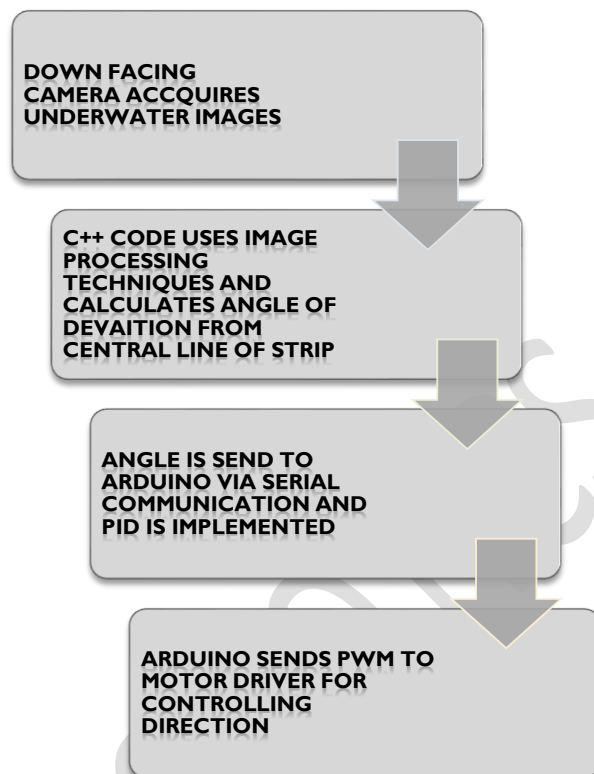 DOWN FACING
CAMERA ACCQUIRES
UNDERWATER IMAGES
C++ CODE USES IMAGE
PROCESSING
TECHNIQUES AND
CALCULATES ANGLE OF
DEVAITION FROM
CENTRAL LINE OF STRIP
ANGLE IS SEND TO
ARDUINO VIA SERIAL
COMMUNICATION AND
PID IS IMPLEMENTED
ARDUINO SENDS PWM TO
MOTOR DRIVER FOR
CONTROLLING
DIRECTION